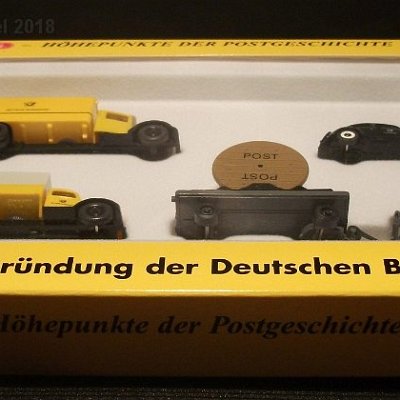 2018
HÖHEPUNKTE DER POSTGESCHICHTE
POST
POST
ründung der Deutschen B
Höhepunkte der Postgeschichte